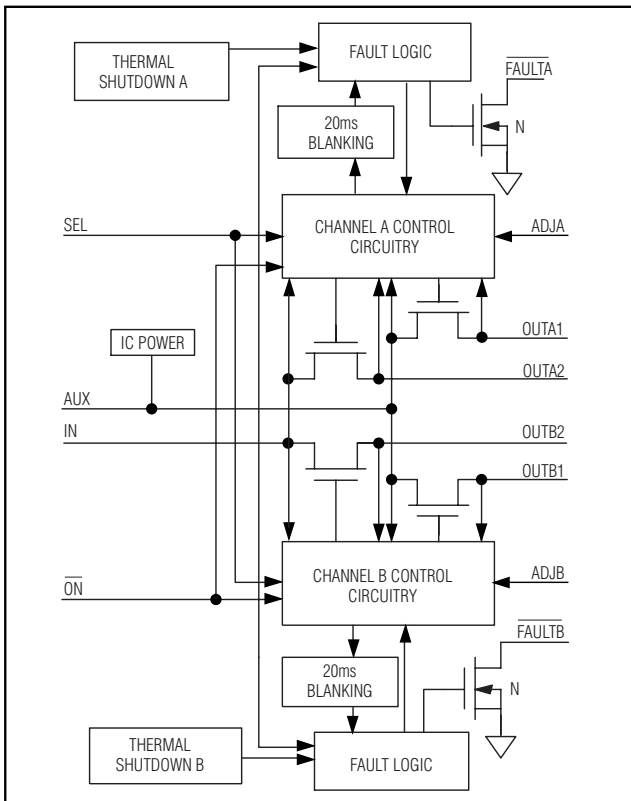 THERMAL
SHUTDOWN A
FAULT LOGIC
FAULTA
N
20ms
BLANKING
SEL
CHANNEL A CONTROL
CIRCUITRY
ADJA
IC POWER
OUTA1
OUTA2
AUX
IN
OUTB2
OUTB1
CHANNEL B CONTROL
CIRCUITRY
ADJB
ON
FAULTB
20ms
BLANKING
N
THERMAL
SHUTDOWN B
FAULT LOGIC